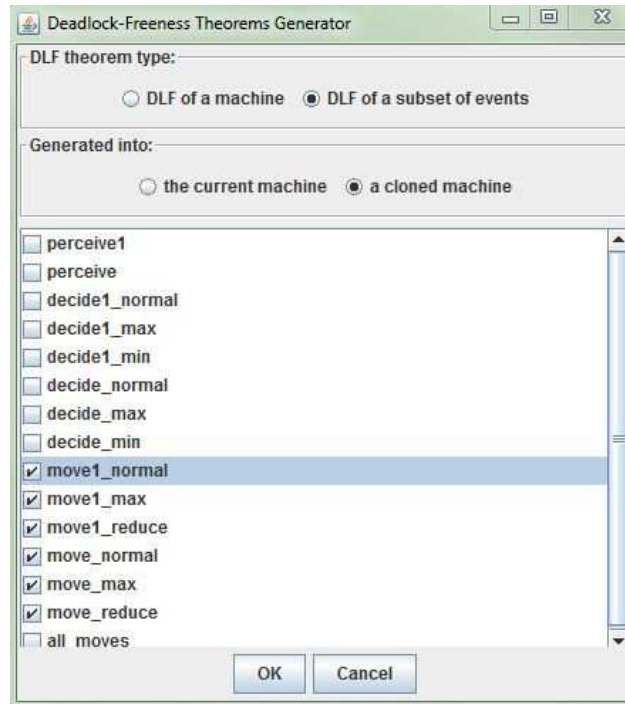 Deadlock-Freeness Theorems Generator
DLF theorem type:
DLF of a machine DLF of a subset of events
Generated into:
the current machine a cloned machine
perceive1
perceive
decide1_normal
decide1_max
decide1_min
decide_normal
decide_max
decide_min
move1_normal
move1_max
move1_reduce
move_normal
move_max
move_reduce
all_moves
OK Cancel